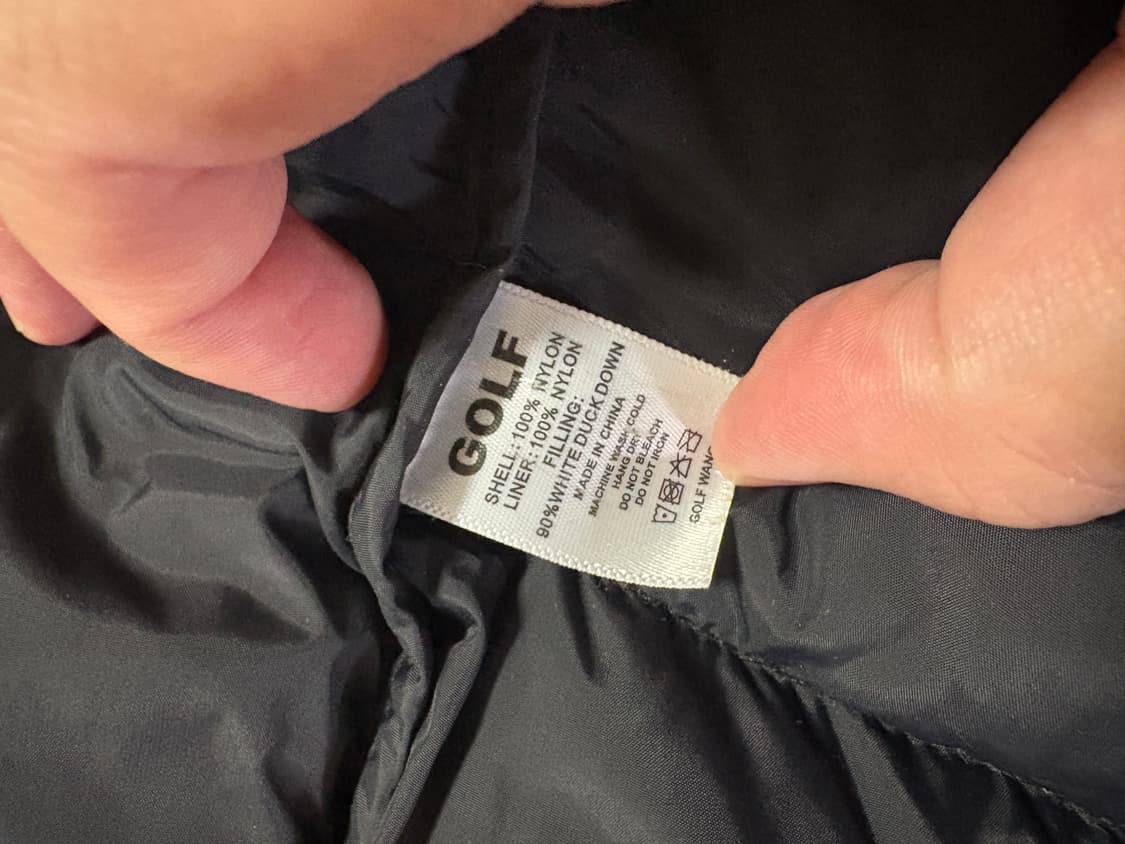 GOLF
SHELL: 100% NYLON
LINER: 100% NYLON
FILLING:
90%WHITE DUCK DOWN
MADE IN CHINA
MACHINE WASH COLD
HANG DRY
DO NOT BLEACH
DO NOT IRON
GOLF WANG